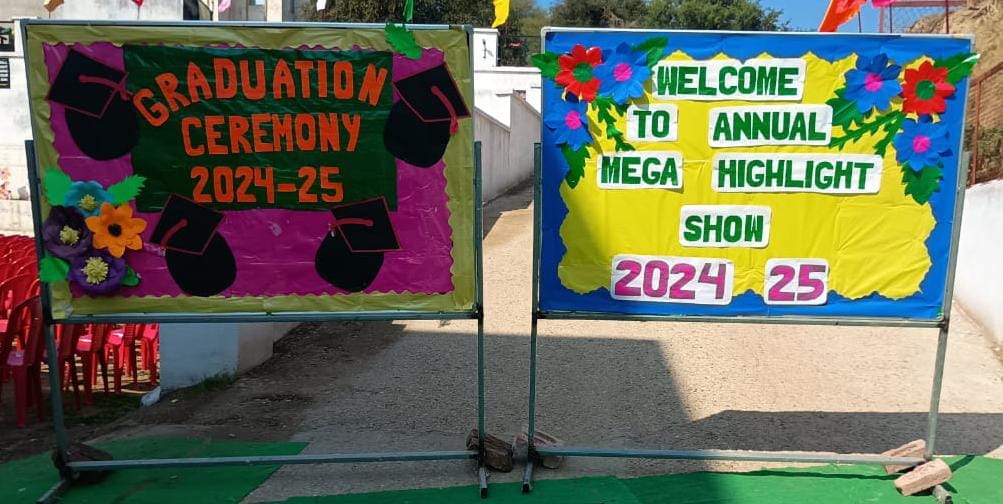 GRADUATION
CEREMONY
2024-25
WELCOME
TO ANNUAL
MEGA HIGHLIGHT
SHOW
2024 25